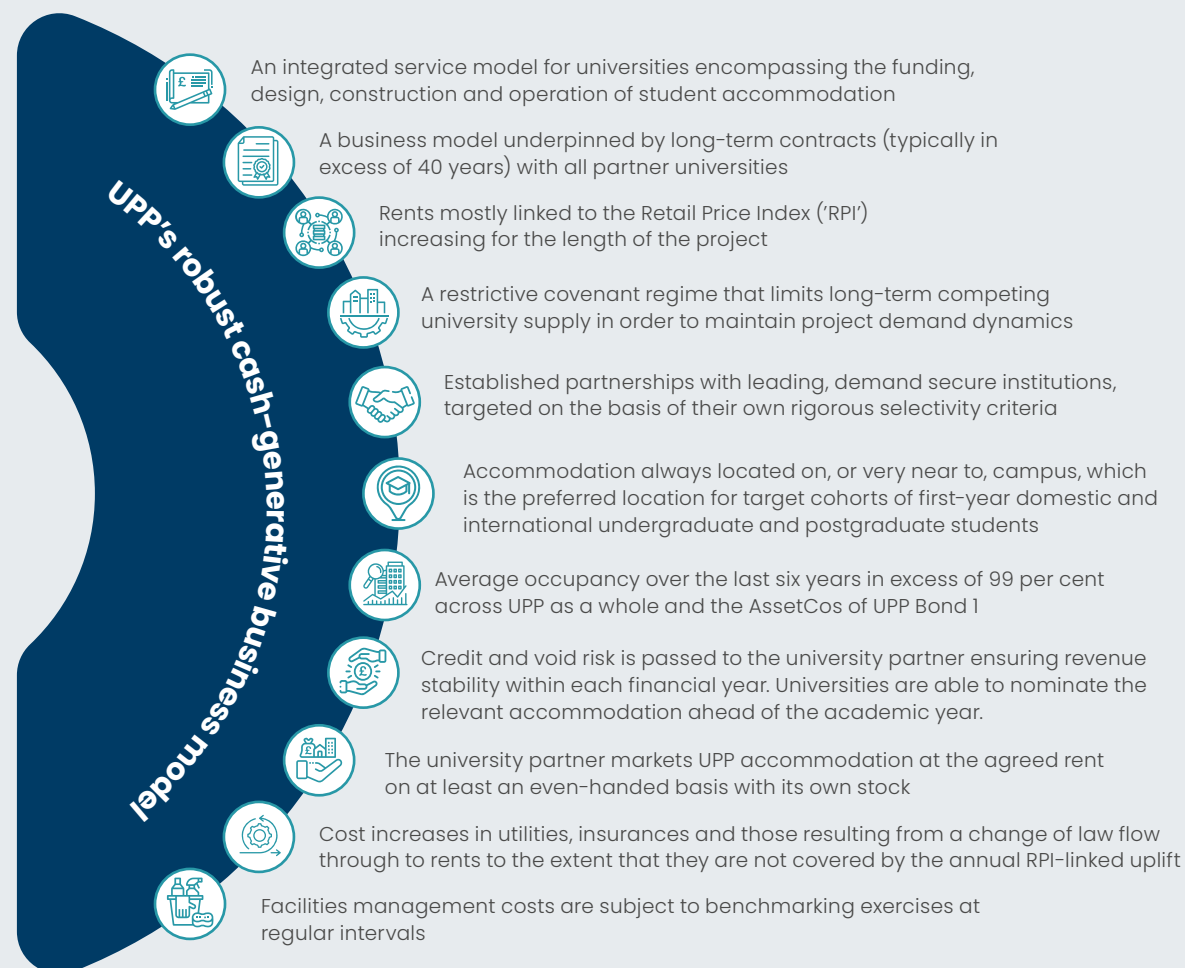 UPP's robust cash-generative business model
£
An integrated service model for universities encompassing the funding,
design, construction and operation of student accommodation
A business model underpinned by long-term contracts (typically in
excess of 40 years) with all partner universities
Rents mostly linked to the Retail Price Index ('RPI')
increasing for the length of the project
A restrictive covenant regime that limits long-term competing
university supply in order to maintain project demand dynamics
Established partnerships with leading, demand secure institutions,
targeted on the basis of their own rigorous selectivity criteria
Accommodation always located on, or very near to, campus, which
is the preferred location for target cohorts of first-year domestic and
international undergraduate and postgraduate students
Average occupancy over the last six years in excess of 99 per cent
across UPP as a whole and the AssetCos of UPP Bond 1
£
Credit and void risk is passed to the university partner ensuring revenue
stability within each financial year. Universities are able to nominate the
relevant accommodation ahead of the academic year.
£
The university partner markets UPP accommodation at the agreed rent
on at least an even-handed basis with its own stock
Cost increases in utilities, insurances and those resulting from a change of law flow
through to rents to the extent that they are not covered by the annual RPI-linked uplift
Facilities management costs are subject to benchmarking exercises at
regular intervals